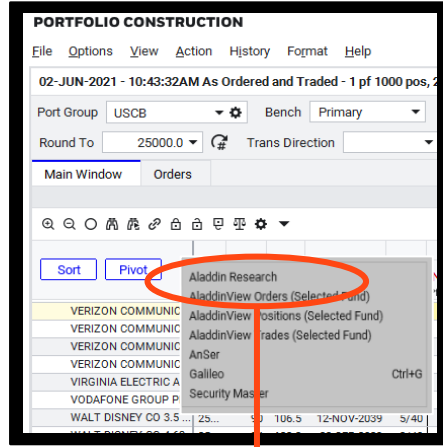 PORTFOLIO CONSTRUCTION
File Options View Action History Format Help
02-JUN-2021 - 10:43:32AM As Ordered and Traded - 1 pf 1000 pos, 2
Port Group USCB Bench Primary
Round To 25000.0 Trans Direction
Main Window Orders
Sort Pivot
Aladdin Research
AladdinView Orders (Selected Fund)
VERIZON COMMUNIC
AladdinView Positions (Selected Fund)
VERIZON COMMUNIC
AladdinView Trades (Selected Fund)
VERIZON COMMUNIC
AnSer
VERIZON COMMUNIC
Galileo Ctrl+G
VIRGINIA ELECTRIC A
Security Master
VODAFONE GROUP P
WALT DISNEY CO 3.5 ... 25... 106.5 12-NOV-2039 5/40